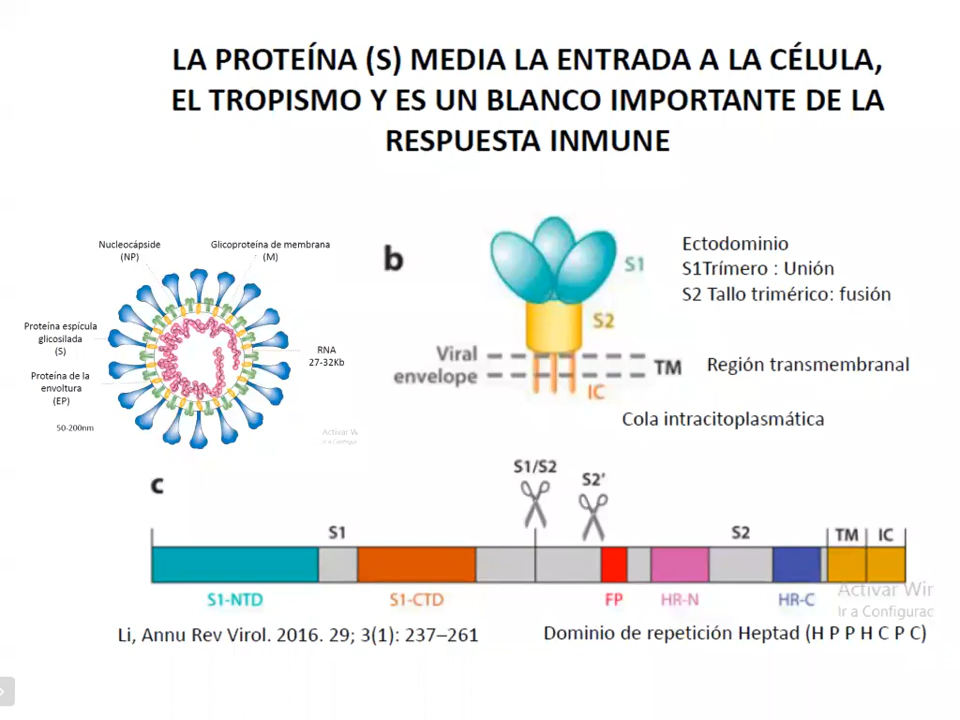 LA PROTEÍNA (S) MEDIA LA ENTRADA A LA CÉLULA,
EL TROPISMO Y ES UN BLANCO IMPORTANTE DE LA
RESPUESTA INMUNE
Nucleocápside
(NP)
Glicoproteína de membrana
(M)
Proteína espícula
glicosilada
(S)
Proteína de la
envoltura
(EP)
50-200nm
RNA
27-32Kb
Activar W
b
S1
S2
Viral
envelope
TM
IC
Ectodominio
S1Trímero : Unión
S2 Tallo trimérico: fusión
Región transmembranal
Cola intracitoplasmática
c
S1/S2
S2'
S1
S2
TM
IC
S1-NTD
S1-CTD
FP
HR-N
HR-C
Activar Wir
Ir a Configurac
Li, Annu Rev Virol. 2016. 29; 3(1): 237–261
Dominio de repetición Heptad (H P P H C P C)